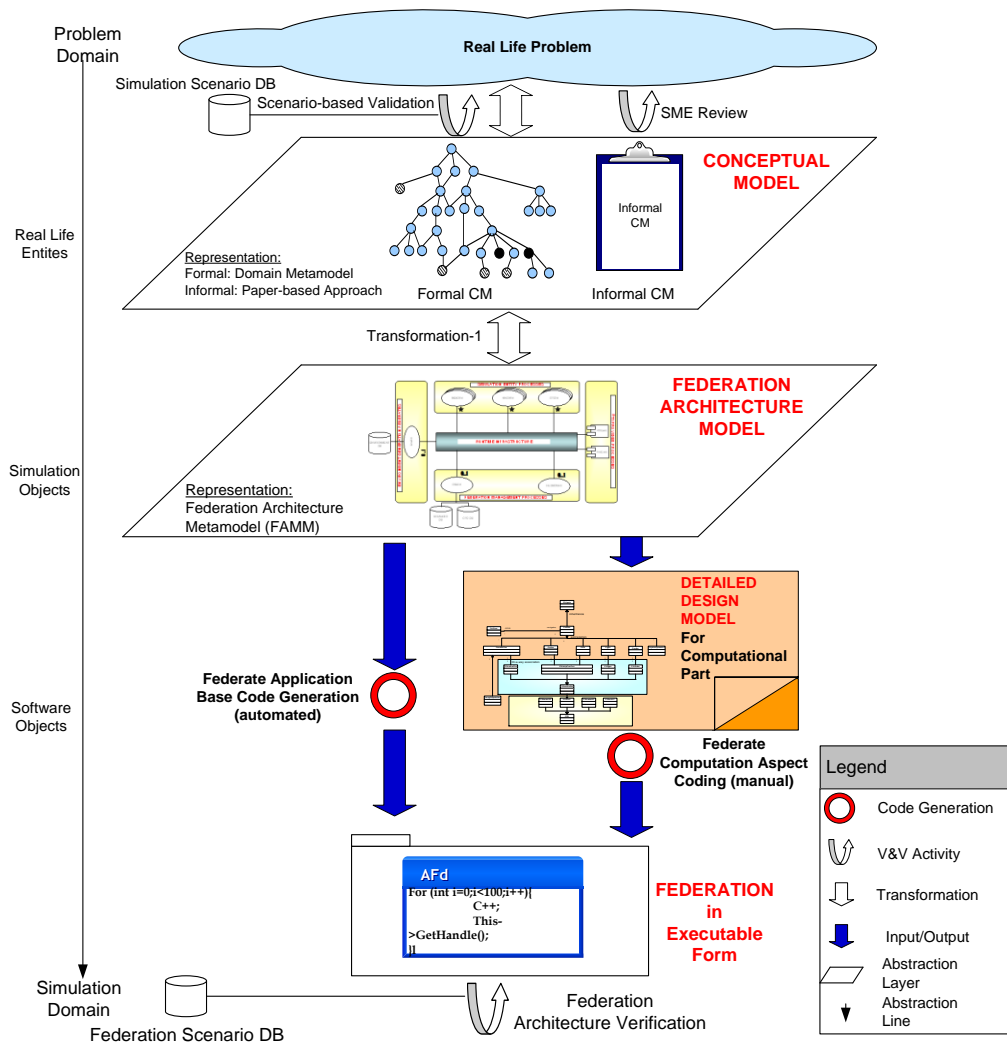 Problem
Domain
Real Life Problem
Simulation Scenario DB
Scenario-based Validation
SME Review
CONCEPTUAL
MODEL
Informal
CM
Real Life
Entites
Representation:
Formal: Domain Metamodel
Informal: Paper-based Approach
Formal CM
Informal CM
Transformation-1
FEDERATION
ARCHITECTURE
MODEL
Simulation
Objects
Representation:
Federation Architecture
Metamodel (FAMM)
DETAILED
DESIGN
MODEL
For
Computational
Part
Federate Application
Base Code Generation
(automated)
Software
Objects
Federate
Computation Aspect
Coding (manual)
Legend
Code Generation
V&V Activity
Transformation
Input/Output
Abstraction
Layer
Abstraction
Line
AFd
For (int i=0;i<100;i++){
C++;
This-
>GetHandle();
}]
FEDERATION
in
Executable
Form
Simulation
Domain
Federation Scenario DB
Federation
Architecture Verification